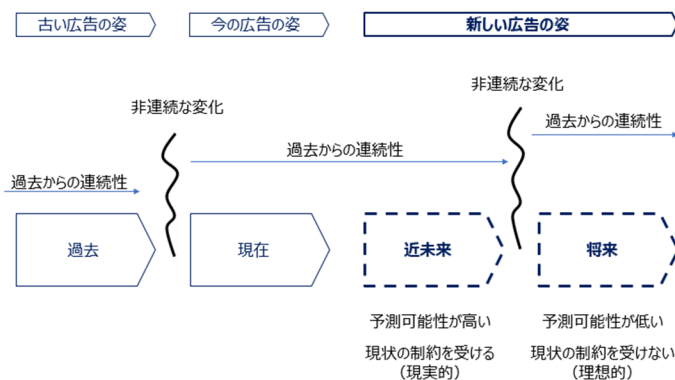 古い広告の姿
今の広告の姿
新しい広告の姿
非連続な変化
非連続な変化
過去からの連続性
過去からの連続性
過去からの連続性
過去
現在
近未来
将来
予測可能性が高い
予測可能性が低い
現状の制約を受ける
（現実的）
現状の制約を受けない
（理想的）